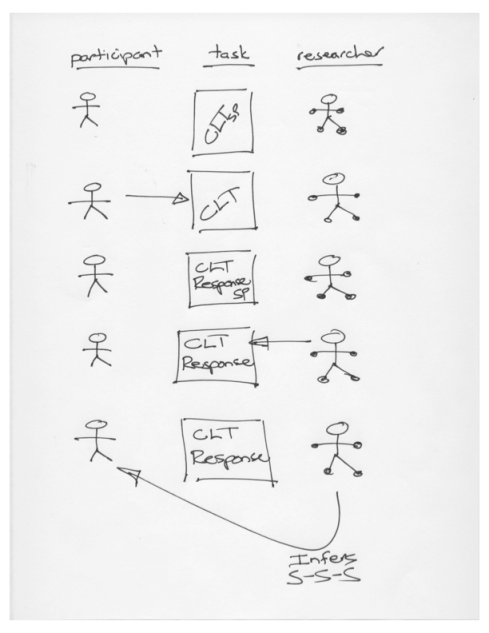 participant task researcher
CLT
SP
CLT
CLT
Response
SP
CLT
Response
CLT
Response
Infers
S-S-S